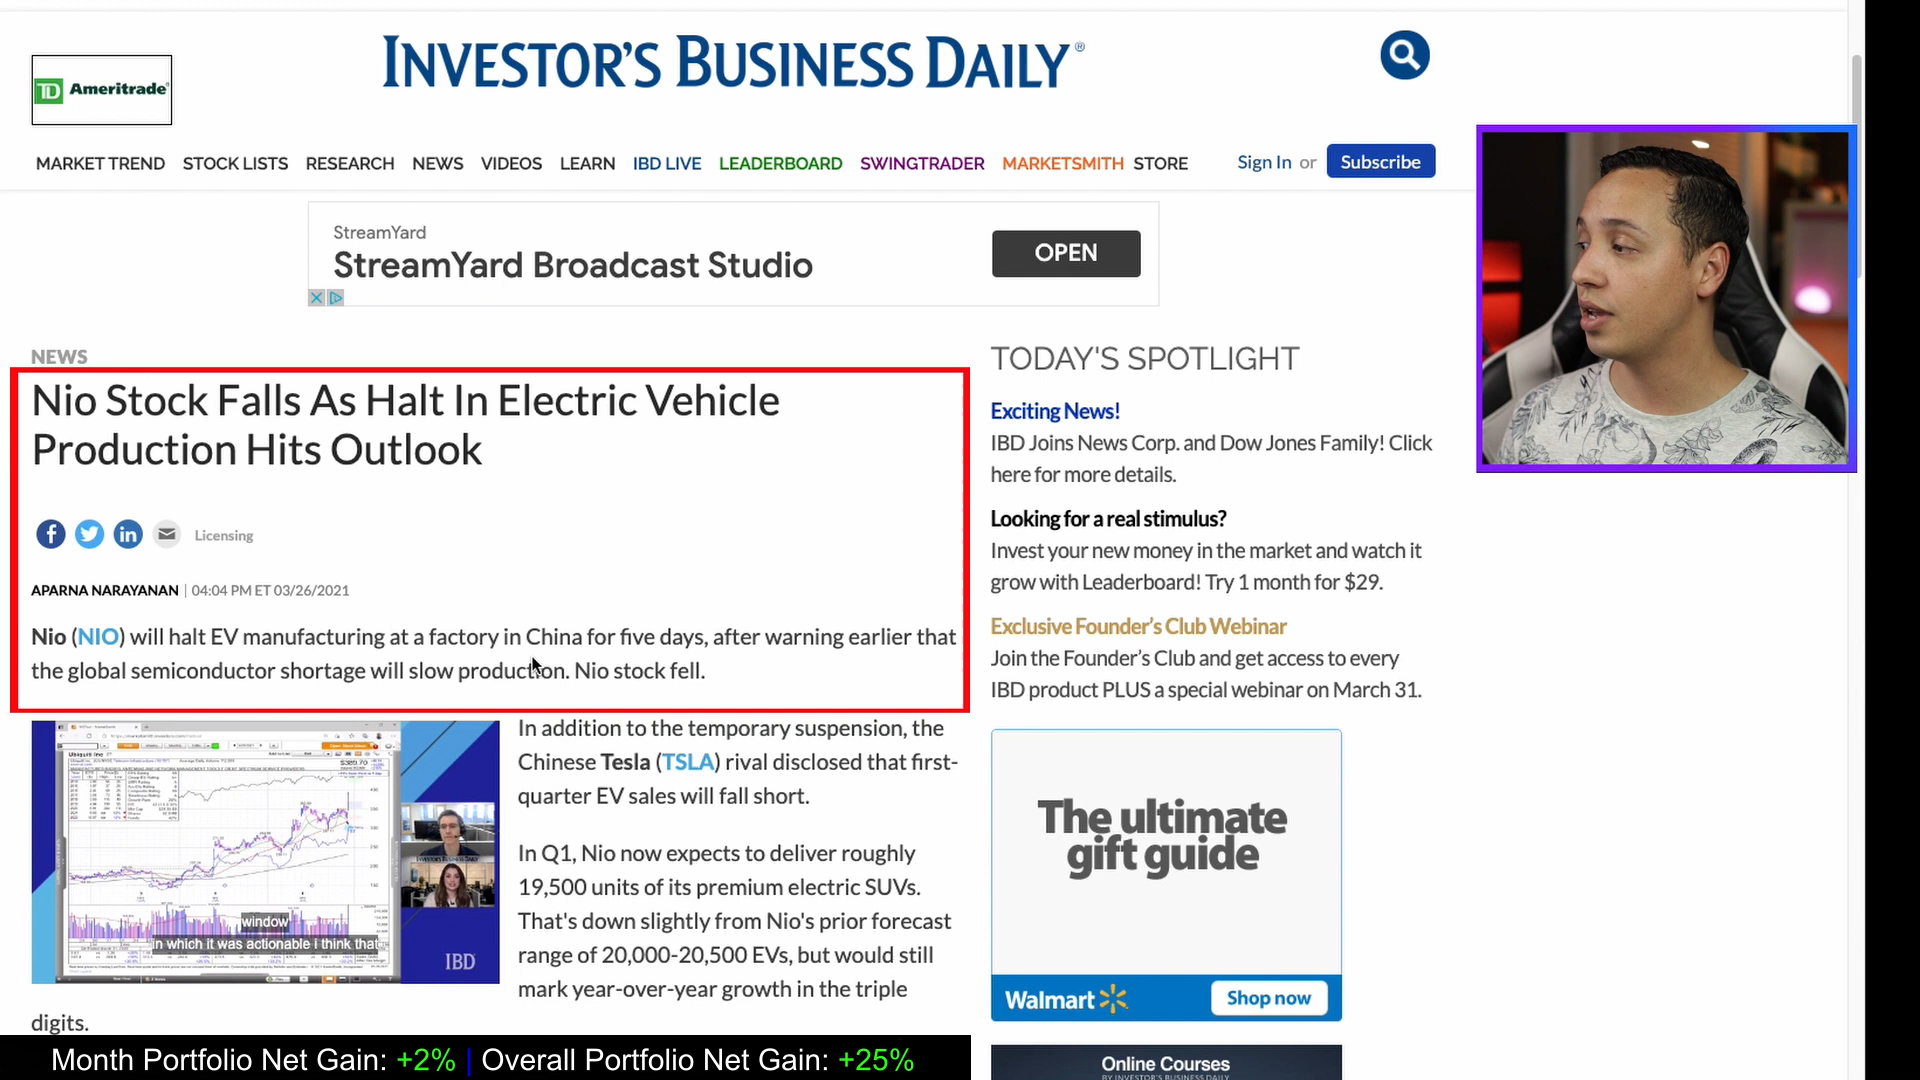 INVESTOR'S BUSINESS DAILY®
TD Ameritrade
MARKET TREND STOCK LISTS RESEARCH NEWS VIDEOS LEARN IBD LIVE LEADERBOARD SWINGTRADER MARKETSMITH STORE Sign In or Subscribe
StreamYard
StreamYard Broadcast Studio
OPEN
NEWS
Nio Stock Falls As Halt In Electric Vehicle
Production Hits Outlook
Licensing
APARNA NARAYANAN | 04:04 PM ET 03/26/2021
Nio (NIO) will halt EV manufacturing at a factory in China for five days, after warning earlier that
the global semiconductor shortage will slow production. Nio stock fell.
window
in which it was actionable i think that
INVESTOR'S BUSINESS DAILY
IBD
In addition to the temporary suspension, the
Chinese Tesla (TSLA) rival disclosed that first-
quarter EV sales will fall short.
In Q1, Nio now expects to deliver roughly
19,500 units of its premium electric SUVs.
That's down slightly from Nio's prior forecast
range of 20,000-20,500 EVs, but would still
mark year-over-year growth in the triple
digits.
TODAY'S SPOTLIGHT
Exciting News!
IBD Joins News Corp. and Dow Jones Family! Click
here for more details.
Looking for a real stimulus?
Invest your new money in the market and watch it
grow with Leaderboard! Try 1 month for $29.
Exclusive Founder's Club Webinar
Join the Founder's Club and get access to every
IBD product PLUS a special webinar on March 31.
The ultimate
gift guide
Walmart
Shop now
Online Courses
BY INVESTOR'S BUSINESS DAILY
Month Portfolio Net Gain: +2% | Overall Portfolio Net Gain: +25%